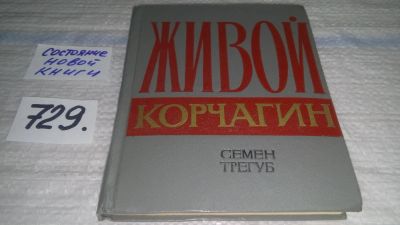 СОСТОЯНИЕ
НОВОЙ
КНИГИ
729.
ЖИВОЙ
КОРЧАГИН
СЕМЕН
ТРЕГУБ